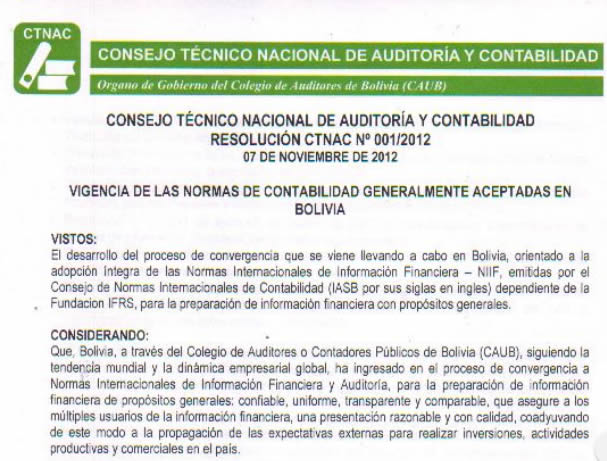 CTNAC
CONSEJO TÉCNICO NACIONAL DE AUDITORÍA Y CONTABILIDAD
Organo de Gobierno del Colegio de Auditores de Bolivia (CAUB)
CONSEJO TÉCNICO NACIONAL DE AUDITORÍA Y CONTABILIDAD
RESOLUCIÓN CTNAC Nº 001/2012
07 DE NOVIEMBRE DE 2012
VIGENCIA DE LAS NORMAS DE CONTABILIDAD GENERALMENTE ACEPTADAS EN
BOLIVIA
VISTOS:
El desarrollo del proceso de convergencia que se viene llevando a cabo en Bolivia, orientado a la
adopción Integra de las Normas Internacionales de Información Financiera – NIIF, emitidas por el
Consejo de Normas Internacionales de Contabilidad (IASB por sus siglas en ingles) dependiente de la
Fundacion IFRS, para la preparación de información financiera con propósitos generales.
CONSIDERANDO:
Que, Bolivia, a través del Colegio de Auditores o Contadores Públicos de Bolivia (CAUB), siguiendo la
tendencia mundial y la dinámica empresarial global, ha ingresado en el proceso de convergencia a
Normas Internacionales de Información Financiera y Auditoría, para la preparación de información
financiera de propósitos generales: confiable, uniforme, transparente y comparable, que asegure a los
múltiples usuarios de la información financiera, una presentación razonable y con calidad, coadyuvando
de este modo a la propagación de las expectativas externas para realizar inversiones, actividades
productivas y comerciales en el país.